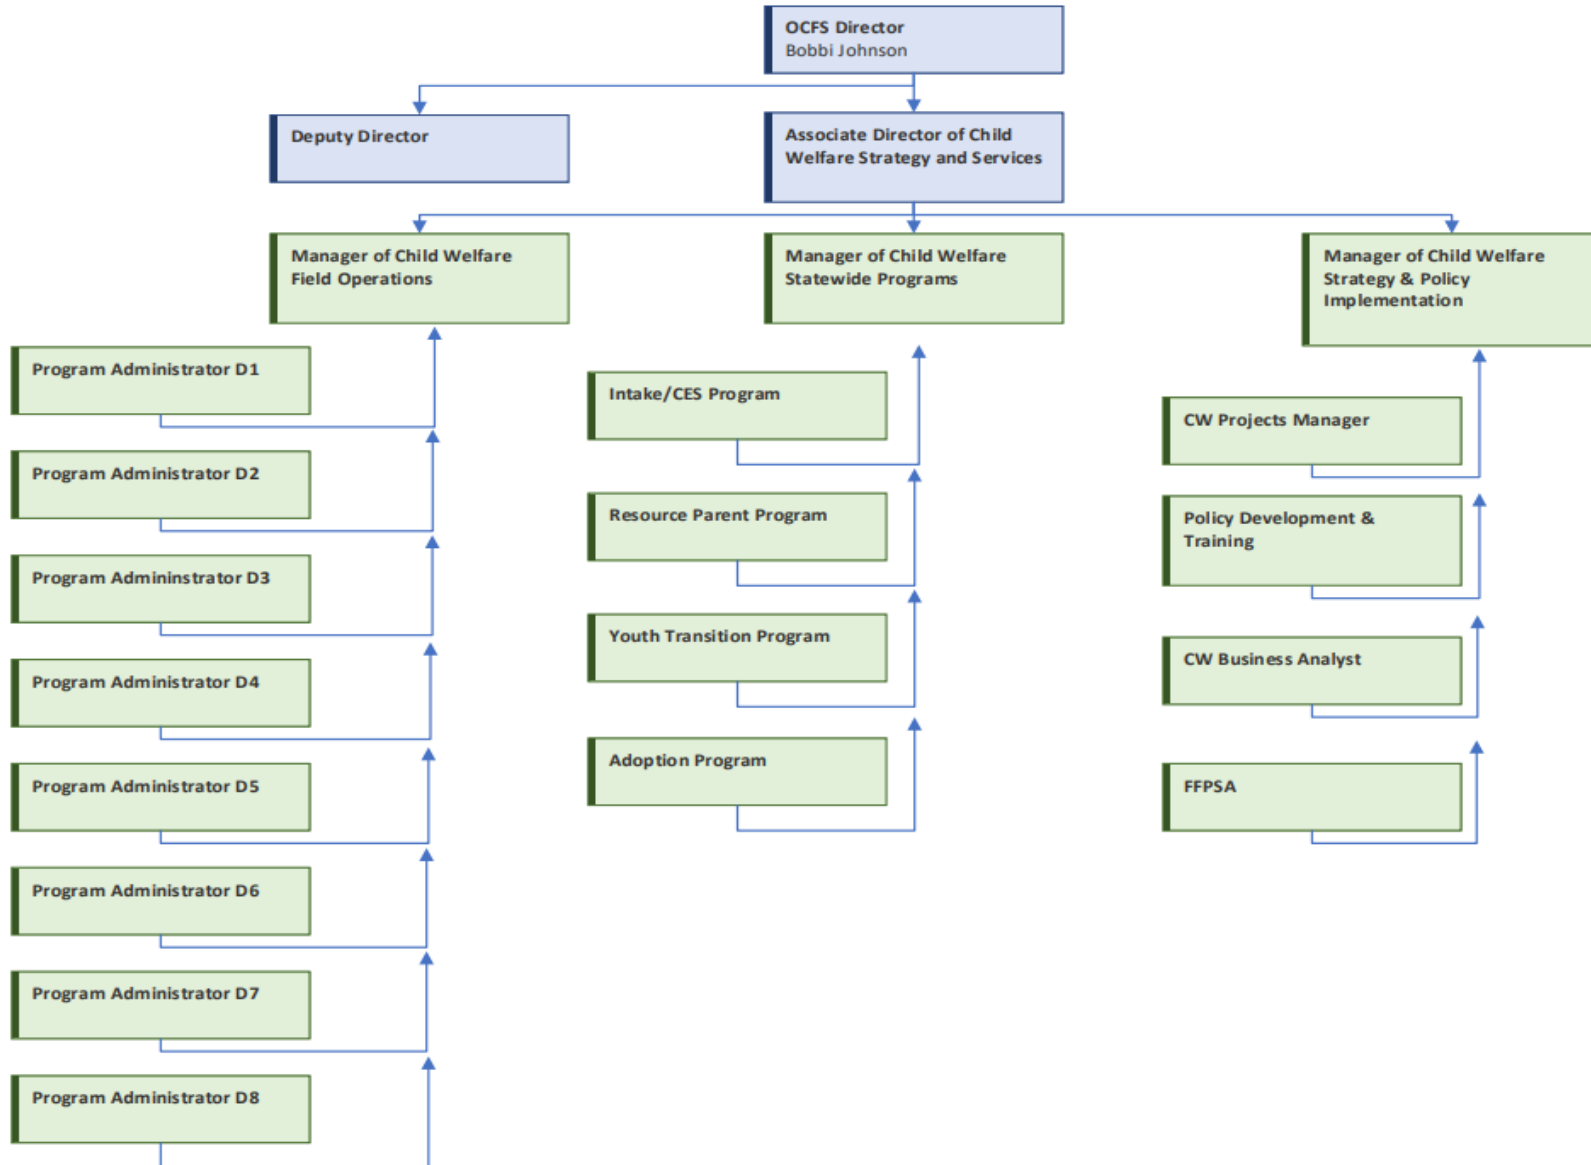 OCFS Director
Bobbi Johnson
Deputy Director
Associate Director of Child
Welfare Strategy and Services
Manager of Child Welfare
Field Operations
Manager of Child Welfare
Statewide Programs
Manager of Child Welfare
Strategy & Policy
Implementation
Program Administrator D1
Program Administrator D2
Program Admininstrator D3
Program Administrator D4
Program Administrator D5
Program Administrator D6
Program Administrator D7
Program Administrator D8
Intake/CES Program
Resource Parent Program
Youth Transition Program
Adoption Program
CW Projects Manager
Policy Development &
Training
CW Business Analyst
FFPSA